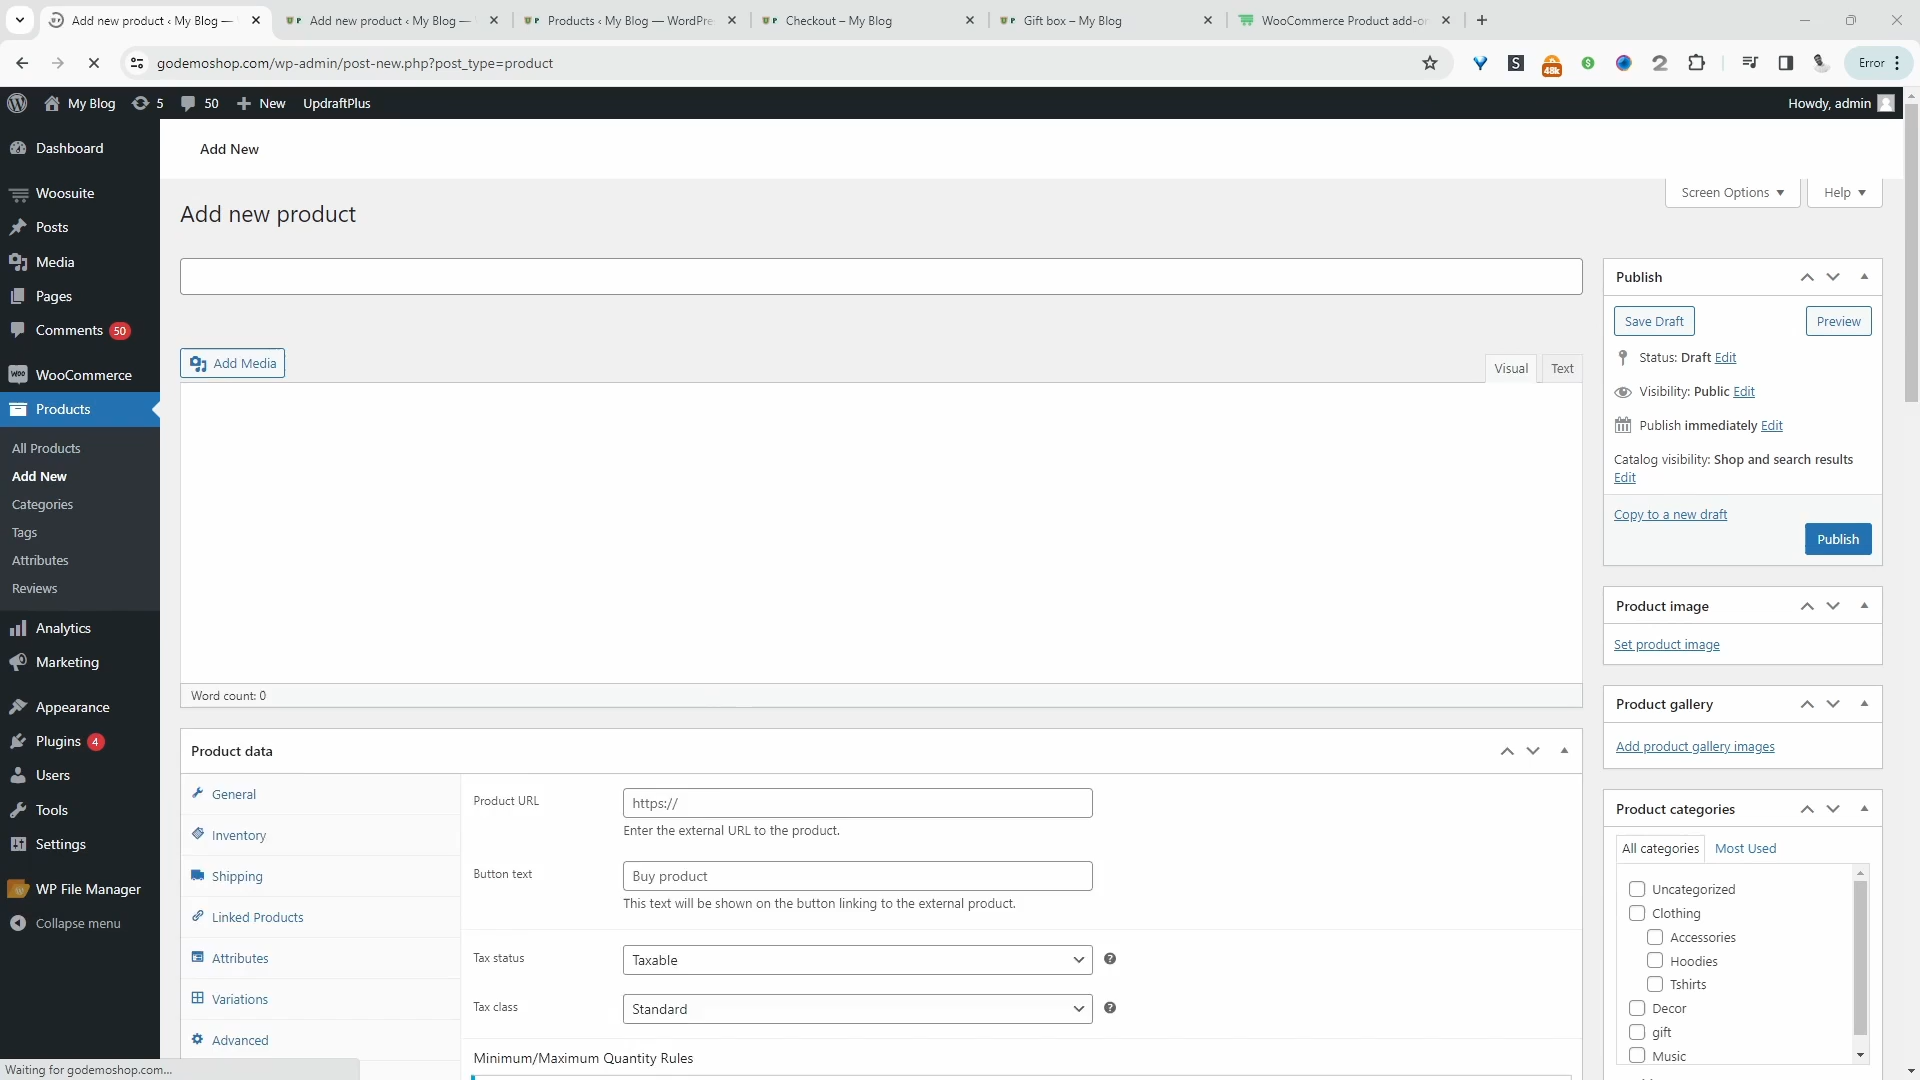 Add new product ‹ My Blog —
Add new product ‹ My Blog —
Products ‹ My Blog — WordPre
Checkout – My Blog
Gift box – My Blog
WooCommerce Product add-on
godemoshop.com/wp-admin/post-new.php?post_type=product
48k
Error
My Blog
5
50
New
UpdraftPlus
Howdy, admin
Dashboard
Woosuite
Posts
Media
Pages
Comments 50
WooCommerce
Products
All Products
Add New
Categories
Tags
Attributes
Reviews
Analytics
Marketing
Appearance
Plugins 4
Users
Tools
Settings
WP File Manager
Collapse menu
Waiting for godemoshop.com...
Add New
Screen Options
Help
Add new product
Add Media
Visual
Text
Word count: 0
Product data
General
Inventory
Shipping
Linked Products
Attributes
Variations
Advanced
Product URL
https://
Enter the external URL to the product.
Button text
Buy product
This text will be shown on the button linking to the external product.
Tax status
Taxable
Tax class
Standard
Minimum/Maximum Quantity Rules
Publish
Save Draft
Preview
Status: Draft Edit
Visibility: Public Edit
Publish immediately Edit
Catalog visibility: Shop and search results
Edit
Copy to a new draft
Publish
Product image
Set product image
Product gallery
Add product gallery images
Product categories
All categories
Most Used
Uncategorized
Clothing
Accessories
Hoodies
Tshirts
Decor
gift
Music